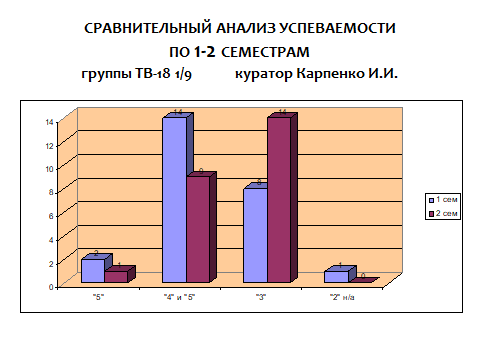 СРАВНИТЕЛЬНЫЙ АНАЛИЗ УСПЕВАЕМОСТИ
ПО 1-2 СЕМЕСТРАМ
группы ТВ-18 1/9 куратор Карпенко И.И.
14
12
10
8
6
4
2
0
2
1
14
9
8
14
1
0
"5"
"4" и "5"
"3"
"2" н/а
1 сем
2 сем